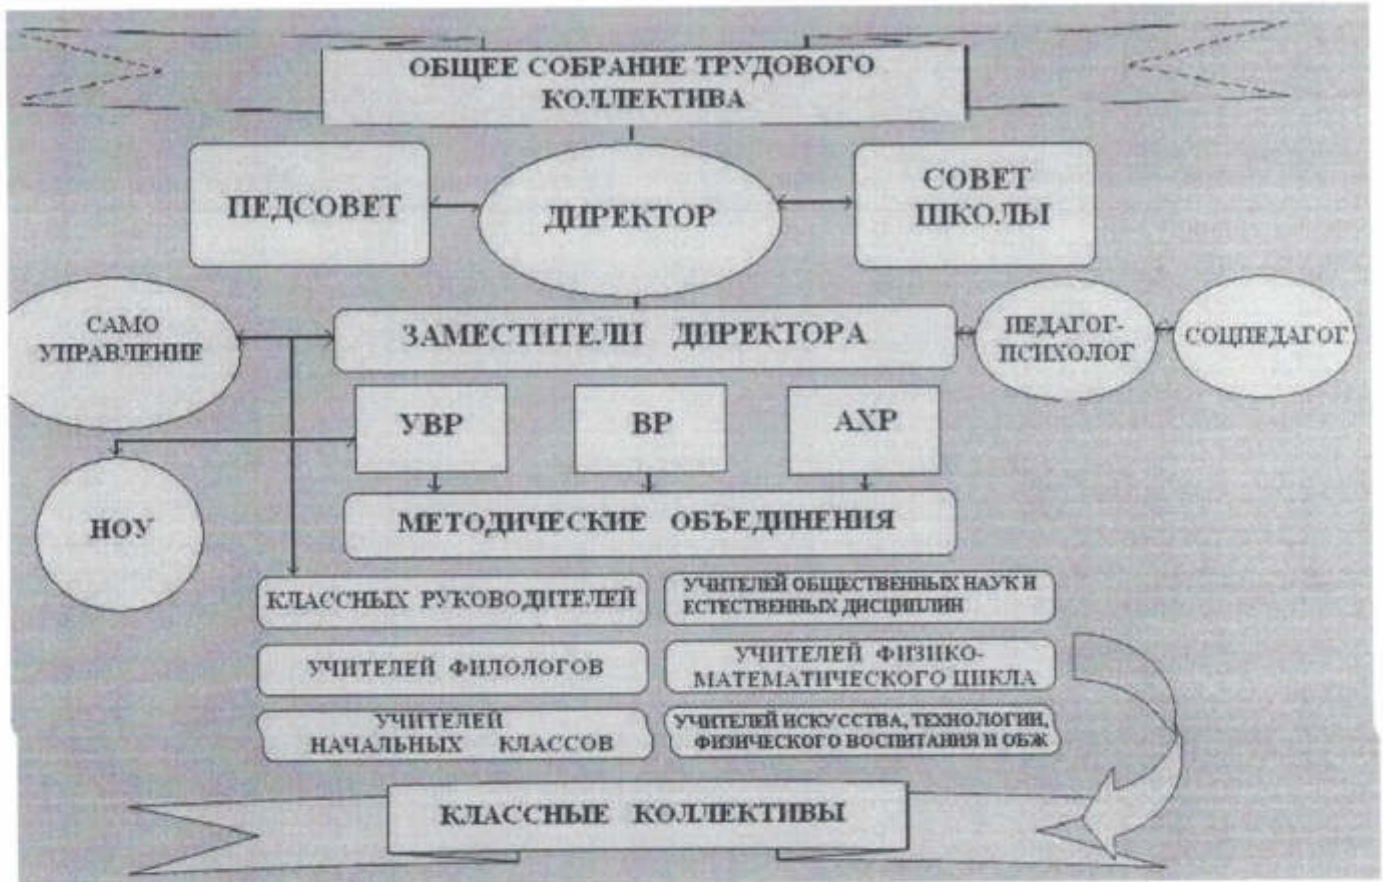 ОБЩЕЕ СОБРАНИЕ ТРУДОВОГО
КОЛЛЕКТИВА
ПЕДСОВЕТ
ДИРЕКТОР
СОВЕТ
ШКОЛЫ
САМО
УПРАВЛЕНИЕ
ЗАМЕСТИТЕЛИ ДИРЕКТОРА
ПЕДАГОГ-
ПСИХОЛОГ
СОЦПЕДАГОГ
УВР
ВР
АХР
НОУ
МЕТОДИЧЕСКИЕ ОБЪЕДИНЕНИЯ
КЛАССНЫХ РУКОВОДИТЕЛЕЙ
УЧИТЕЛЕЙ ОБЩЕСТВЕННЫХ НАУК И
ЕСТЕСТВЕННЫХ ДИСЦИПЛИН
УЧИТЕЛЕЙ ФИЛОЛОГОВ
УЧИТЕЛЕЙ ФИЗИКО-
МАТЕМАТИЧЕСКОГО ЦИКЛА
УЧИТЕЛЕЙ
НАЧАЛЬНЫХ КЛАССОВ
УЧИТЕЛЕЙ ИСКУССТВА, ТЕХНОЛОГИИ,
ФИЗИЧЕСКОГО ВОСПИТАНИЯ И ОБЖ
КЛАССНЫЕ КОЛЛЕКТИВЫ